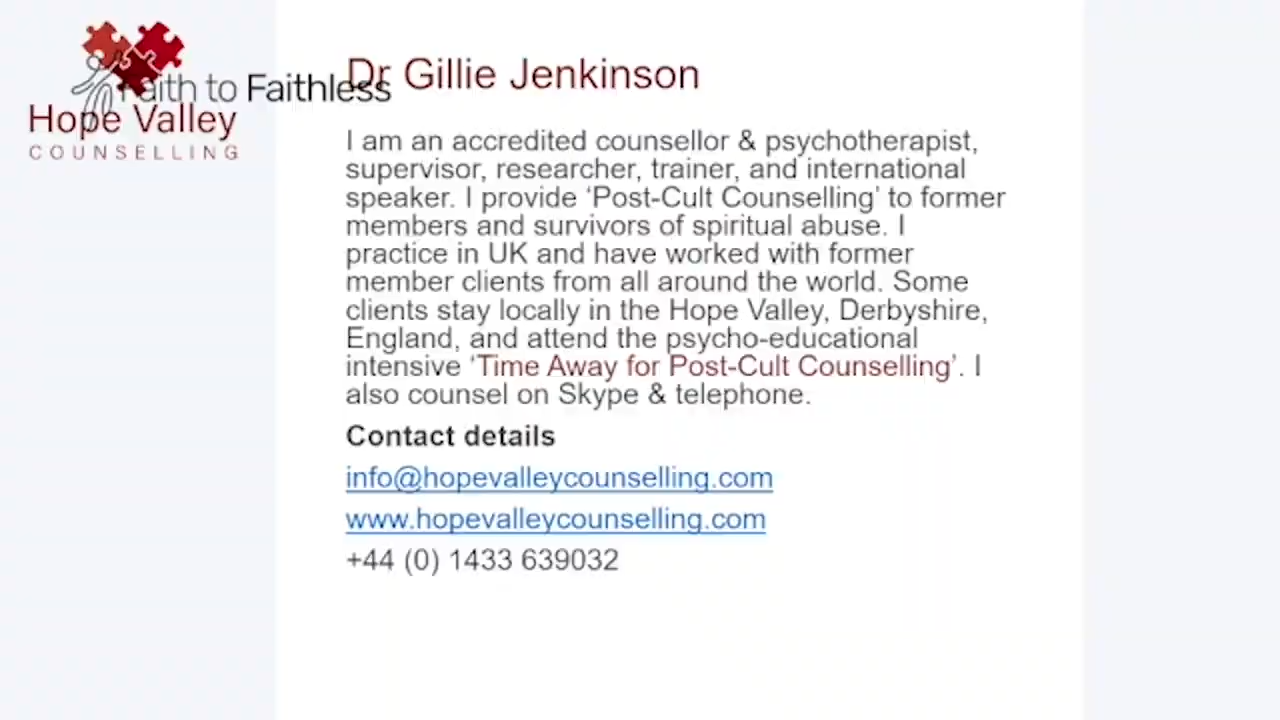 Faith to Faithless
Hope Valley
COUNSELLING
Dr Gillie Jenkinson
I am an accredited counsellor & psychotherapist,
supervisor, researcher, trainer, and international
speaker. I provide ‘Post-Cult Counselling’ to former
members and survivors of spiritual abuse. I
practice in UK and have worked with former
member clients from all around the world. Some
clients stay locally in the Hope Valley, Derbyshire,
England, and attend the psycho-educational
intensive ‘Time Away for Post-Cult Counselling’. I
also counsel on Skype & telephone.
Contact details
info@hopevalleycounselling.com
www.hopevalleycounselling.com
+44 (0) 1433 639032